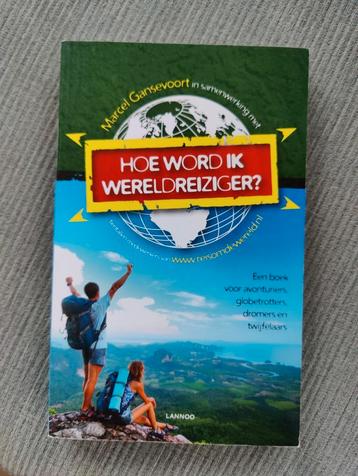 Marcel Gansevoort in samenwerking met
HOE WORD IK
WERELDREIZIGER?
www.reisomdewereld.nl
Een boek
voor avonturiers,
globetrotters,
dromers en
twijfelaars
LANNOO